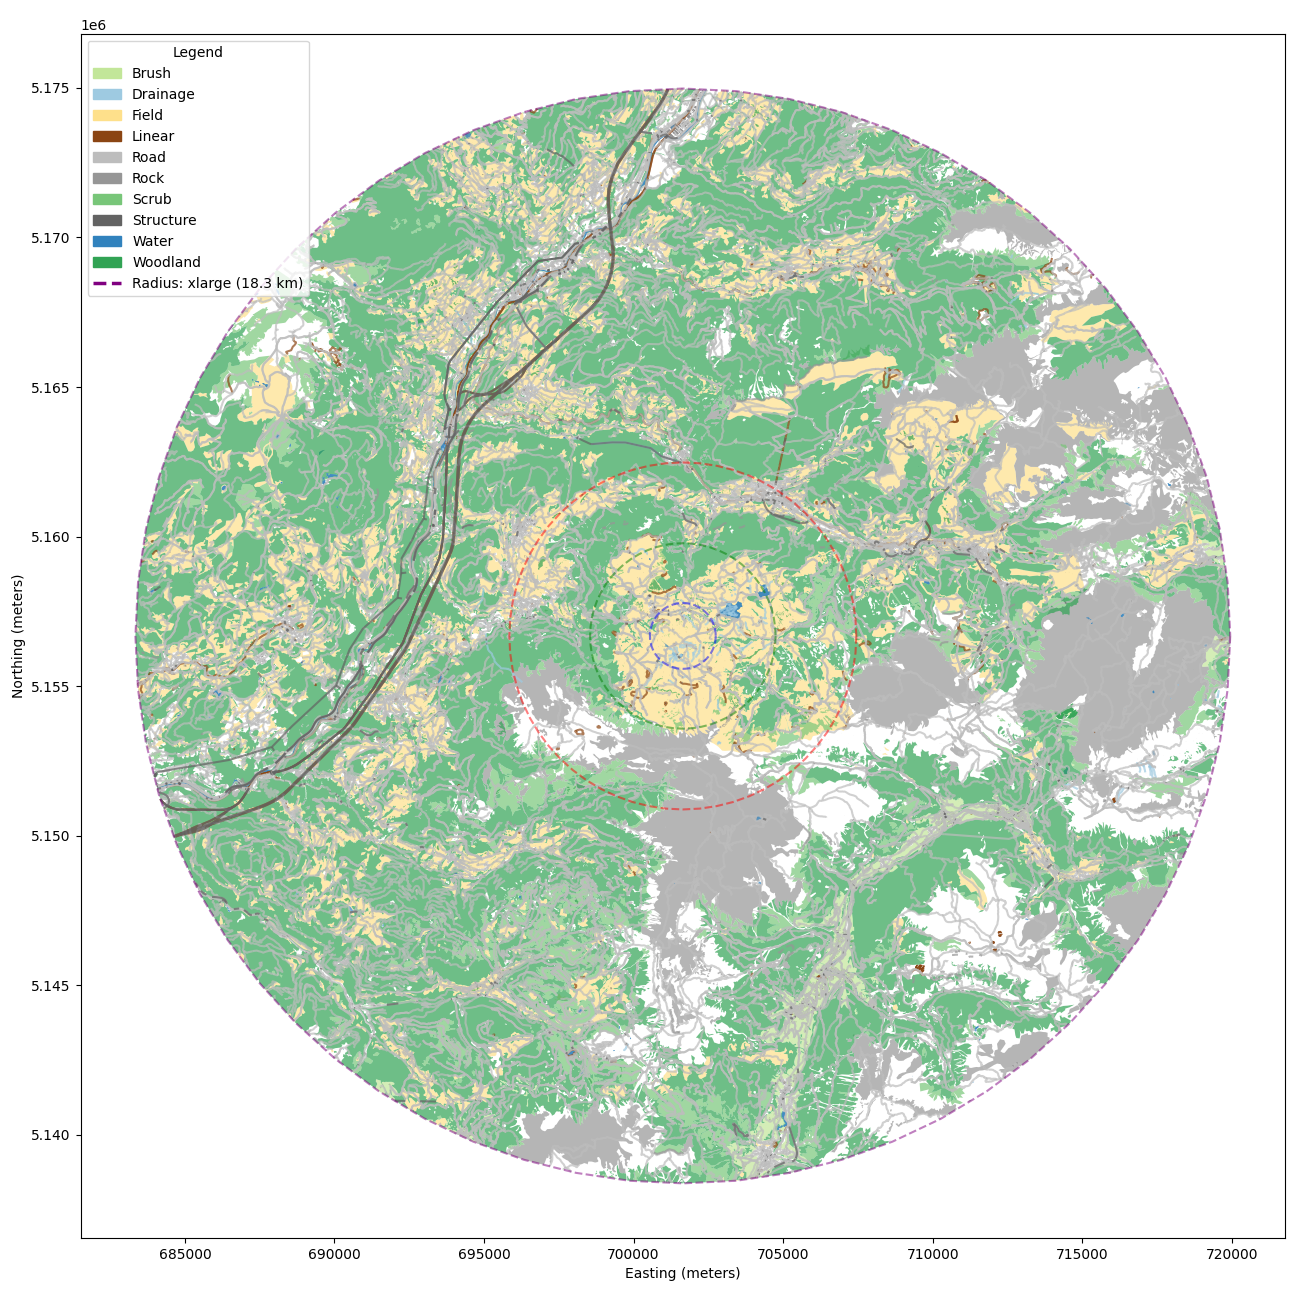 1e6
Legend
Brush
Drainage
Field
Linear
Road
Rock
Scrub
Structure
Water
Woodland
Radius: xlarge (18.3 km)
5.175
5.170
5.165
5.160
5.155
5.150
5.145
5.140
Northing (meters)
685000 690000 695000 700000 705000 710000 715000 720000
Easting (meters)